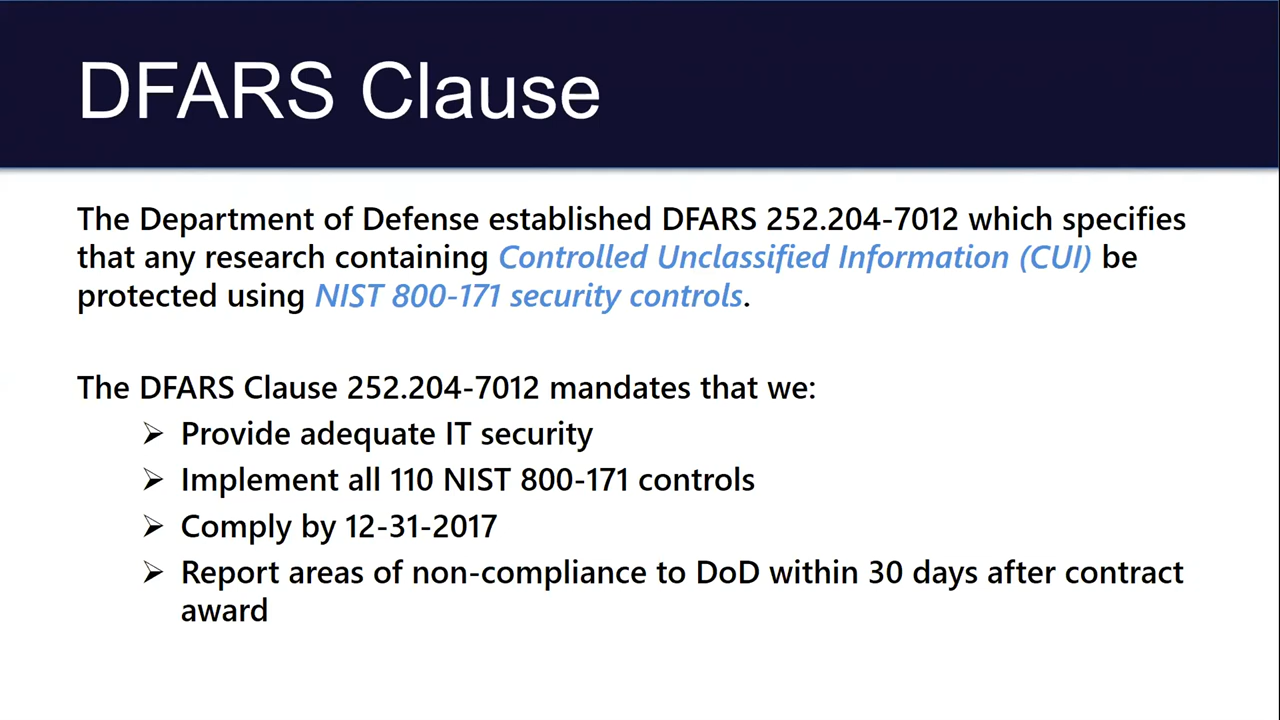 DFARS Clause
The Department of Defense established DFARS 252.204-7012 which specifies
that any research containing Controlled Unclassified Information (CUI) be
protected using NIST 800-171 security controls.
The DFARS Clause 252.204-7012 mandates that we:
➢ Provide adequate IT security
➢ Implement all 110 NIST 800-171 controls
➢ Comply by 12-31-2017
➢ Report areas of non-compliance to DoD within 30 days after contract
award